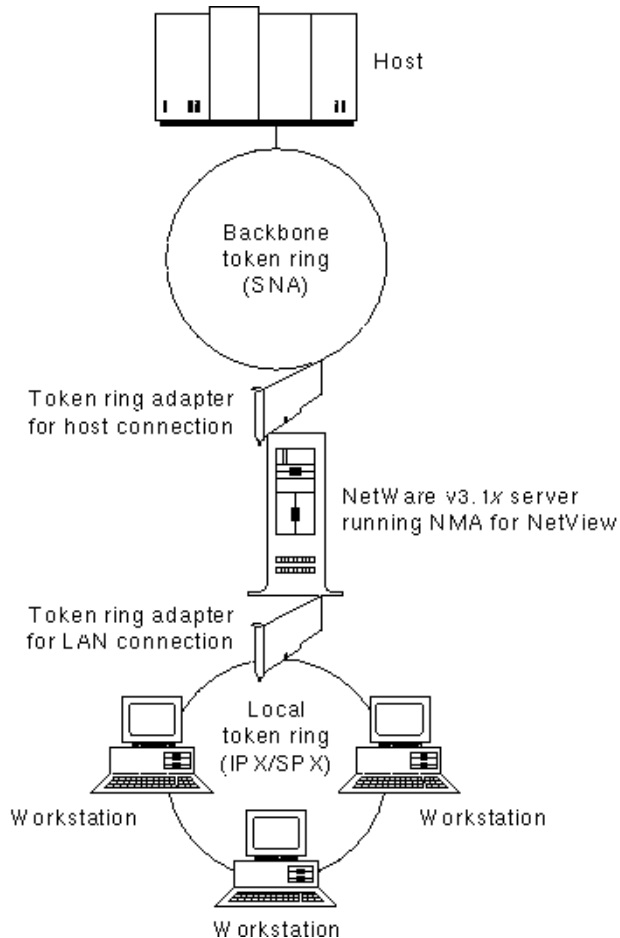 Host
Backbone
token ring
(SNA)
Token ring adapter
for host connection
NetWare v3.1x server
running NMA for NetView
Token ring adapter
for LAN connection
Local
token ring
(IPX/SPX)
Workstation
Workstation
Workstation